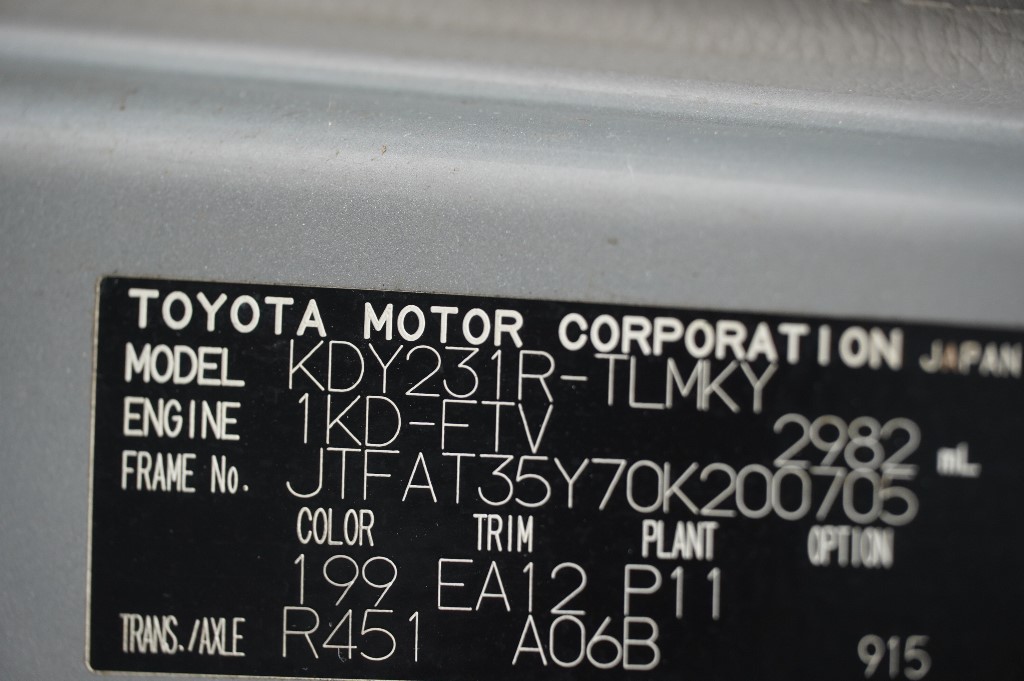 TOYOTA MOTOR CORPORATION JAPAN
MODEL KDY231R-TLMKY
ENGINE 1KD-FTV 2982 mL
FRAME No. JTFAT35Y70K200705
COLOR TRIM PLANT OPTION
199 EA12 P11
TRANS./AXLE R451 A06B 915